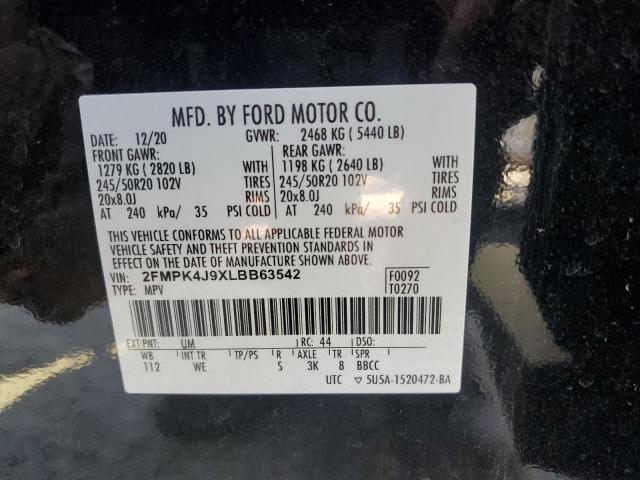 MFD. BY FORD MOTOR CO.
DATE: 12/20 GVWR: 2468 KG ( 5440 LB)
FRONT GAWR: REAR GAWR:
1279 KG ( 2820 LB) WITH 1198 KG ( 2640 LB) WITH
245/50R20 102V TIRES 245/50R20 102V TIRES
20x8.0J RIMS 20x8.0J RIMS
AT 240 kPa/ 35 PSI COLD AT 240 kPa/ 35 PSI COLD
THIS VEHICLE CONFORMS TO ALL APPLICABLE FEDERAL MOTOR
VEHICLE SAFETY AND THEFT PREVENTION STANDARDS IN
EFFECT ON THE DATE OF MANUFACTURE SHOWN ABOVE.
VIN: 2FMPK4J9XLBB63542 F0092
TYPE: MPV T0270
EXT PNT: UM RC: 44 DSO:
WB INT TR TP/PS R AXLE TR SPR
112 WE S 3K 8 BBCC
UTC ▽ 5U5A-1520472-BA